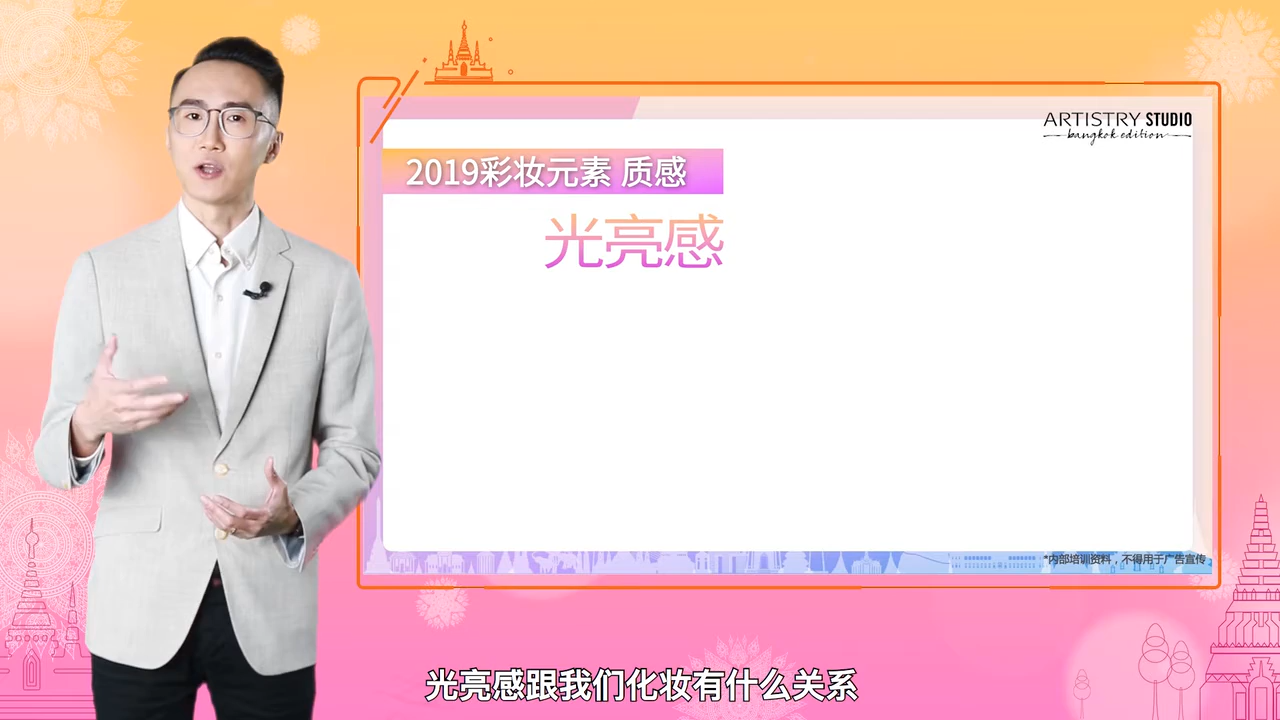 ARTISTRY STUDIO
bangkok edition
2019彩妆元素 质感
光亮感
*内部培训资料，不得用于广告宣传
光亮感跟我们化妆有什么关系